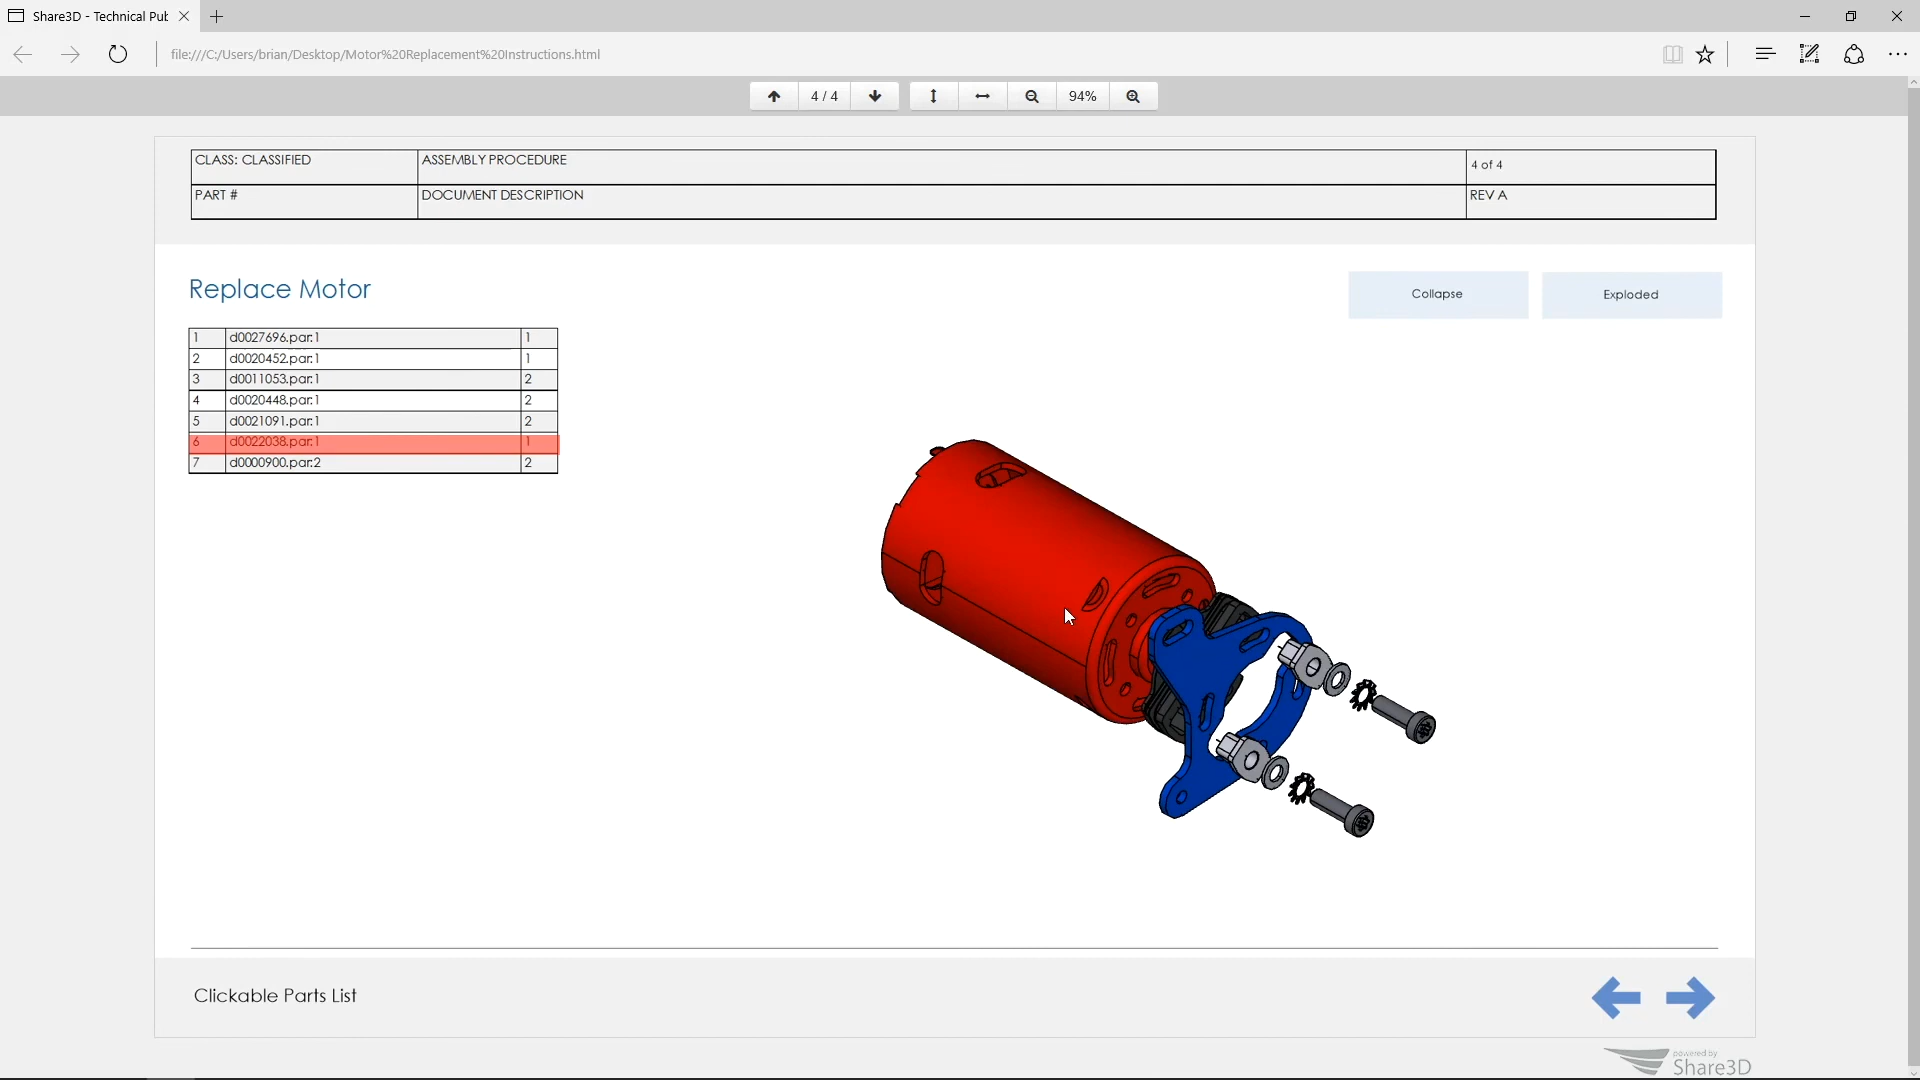 Share3D - Technical Pub
file:///C:/Users/brian/Desktop/Motor%20Replacement%20Instructions.html
4 / 4
94%
CLASS: CLASSIFIED ASSEMBLY PROCEDURE 4 of 4
PART # DOCUMENT DESCRIPTION REV A
Replace Motor
Collapse Exploded
1 d0027696.par:1 1
2 d0020452.par:1 1
3 d0011053.par:1 2
4 d0020448.par:1 2
5 d0021091.par:1 2
6 d0022038.par:1 1
7 d0000900.par:2 2
Clickable Parts List
powered by
Share3D